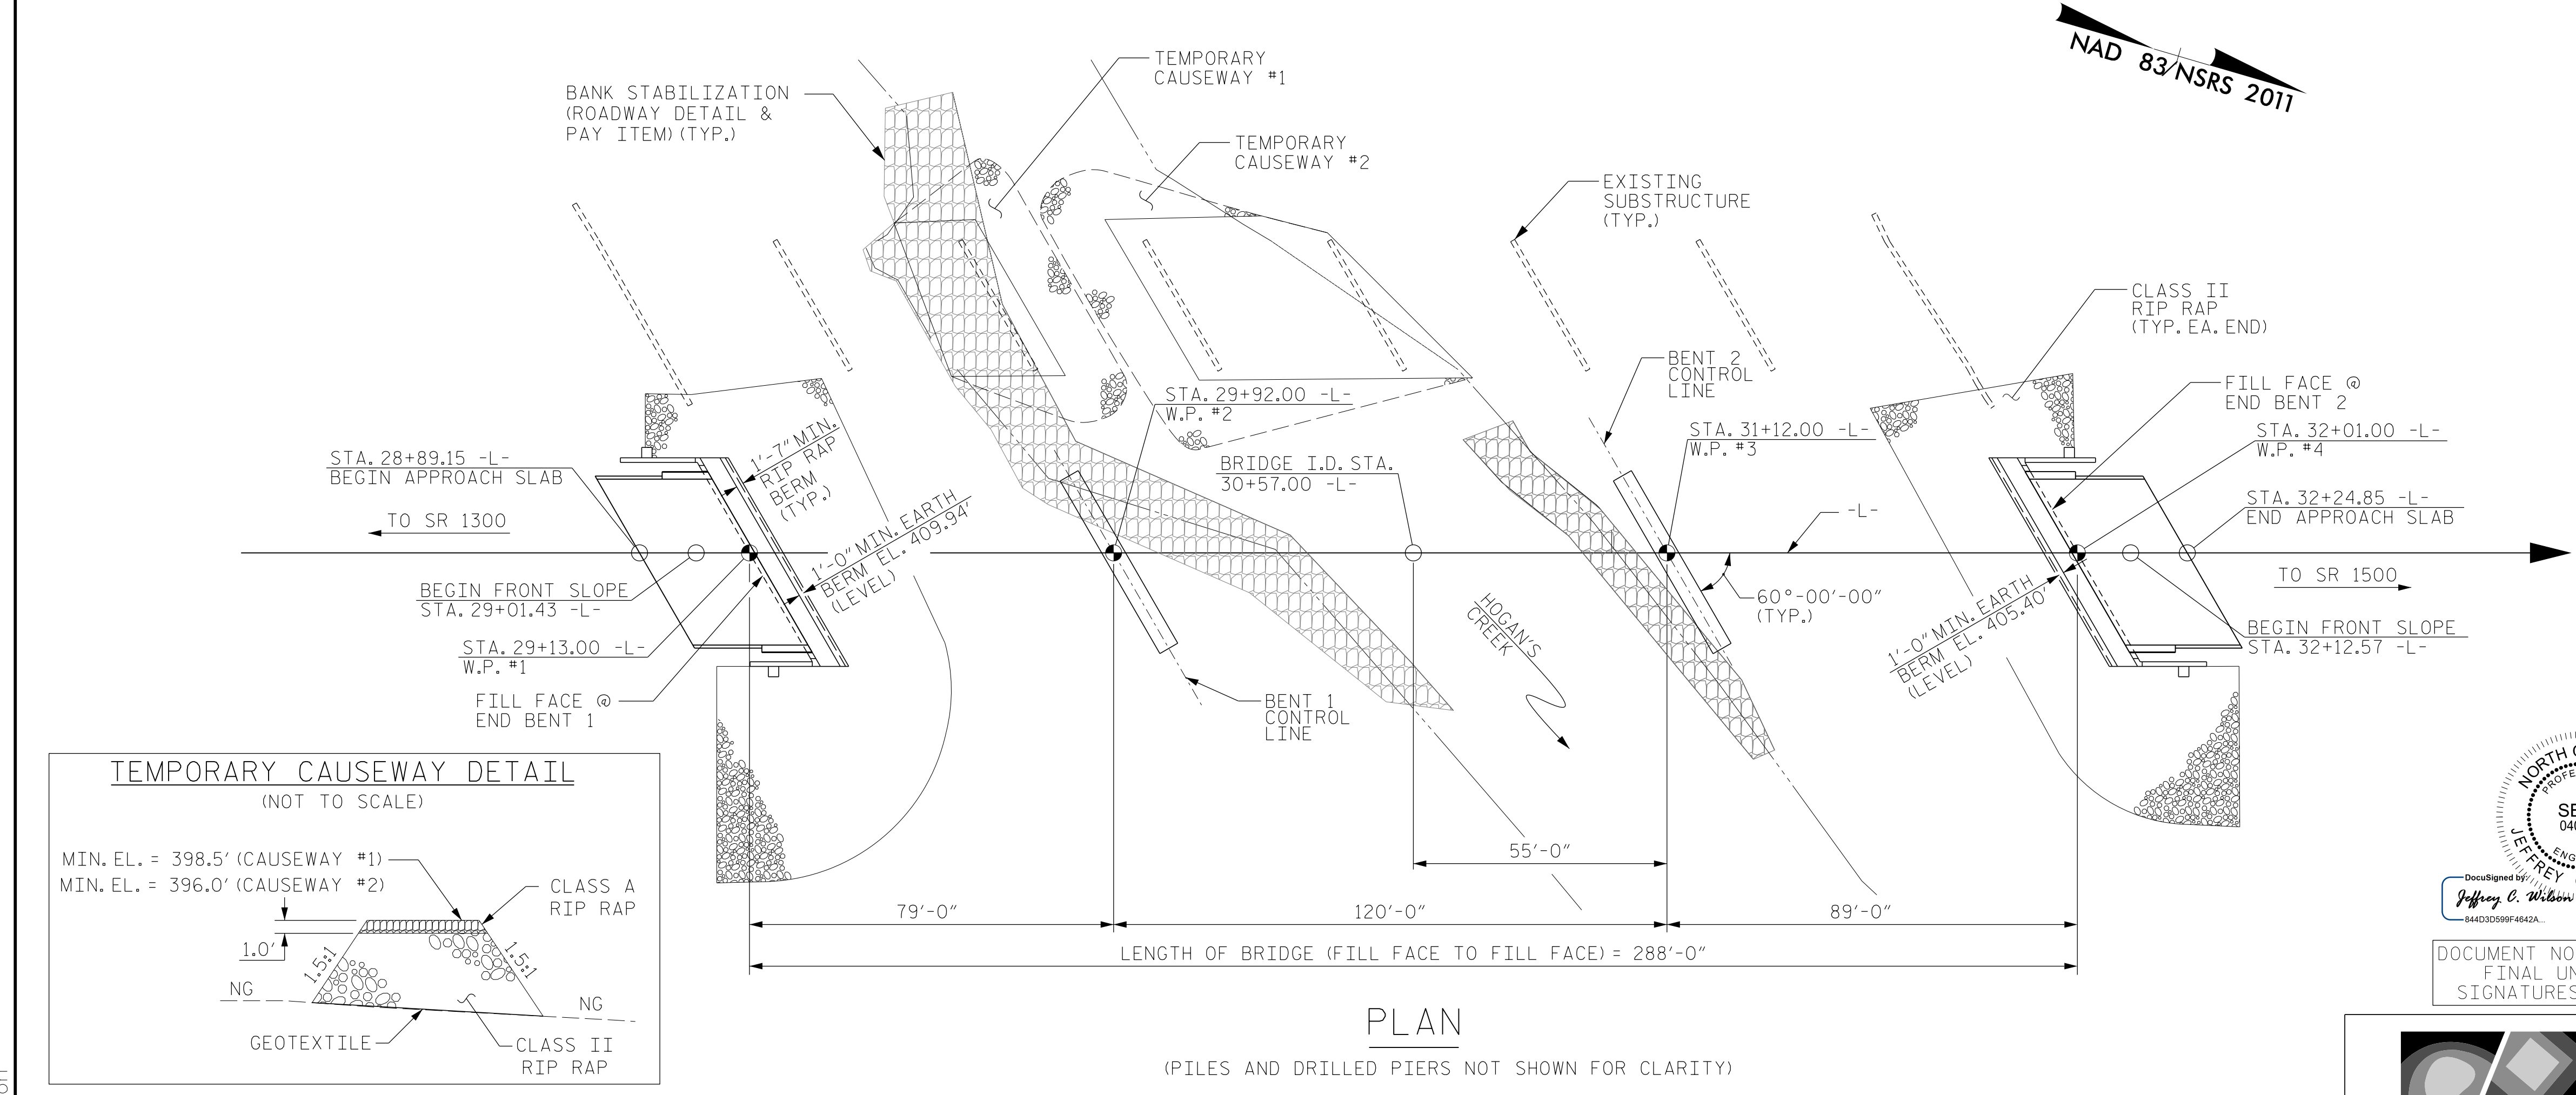 NAD 83/NSRS 2011
TEMPORARY
CAUSEWAY #1
BANK STABILIZATION
(ROADWAY DETAIL &
PAY ITEM) (TYP.)
TEMPORARY
CAUSEWAY #2
EXISTING
SUBSTRUCTURE
(TYP.)
CLASS II
RIP RAP
(TYP. EA. END)
BENT 2
CONTROL
LINE
FILL FACE @
END BENT 2
STA. 29+92.00 -L-
W.P. #2
STA. 31+12.00 -L-
W.P. #3
STA. 32+01.00 -L-
W.P. #4
1'-7" MIN.
RIP RAP
BERM
(TYP.)
STA. 28+89.15 -L-
BEGIN APPROACH SLAB
BRIDGE I.D. STA.
30+57.00 -L-
STA. 32+24.85 -L-
END APPROACH SLAB
TO SR 1300
1'-0" MIN. EARTH
BERM EL. 409.94'
(LEVEL)
-L-
TO SR 1500
BEGIN FRONT SLOPE
STA. 29+01.43 -L-
HOGAN'S
CREEK
60°-00'-00"
(TYP.)
1'-0" MIN. EARTH
BERM EL. 405.40'
(LEVEL)
BEGIN FRONT SLOPE
STA. 32+12.57 -L-
STA. 29+13.00 -L-
W.P. #1
FILL FACE @
END BENT 1
BENT 1
CONTROL
LINE
TEMPORARY CAUSEWAY DETAIL
(NOT TO SCALE)
MIN. EL. = 398.5' (CAUSEWAY #1)
MIN. EL. = 396.0' (CAUSEWAY #2)
CLASS A
RIP RAP
1.0'
1.5:1
1.5:1
NG
NG
GEOTEXTILE
CLASS II
RIP RAP
55'-0"
79'-0"
120'-0"
89'-0"
LENGTH OF BRIDGE (FILL FACE TO FILL FACE) = 288'-0"
PLAN
(PILES AND DRILLED PIERS NOT SHOWN FOR CLARITY)
NORTH C
PROFE
SE
040
ENG
JEFFREY
DocuSigned by:
Jeffrey C. Wilson
844D3D599F4642A...
DOCUMENT NO
FINAL UN
SIGNATURES